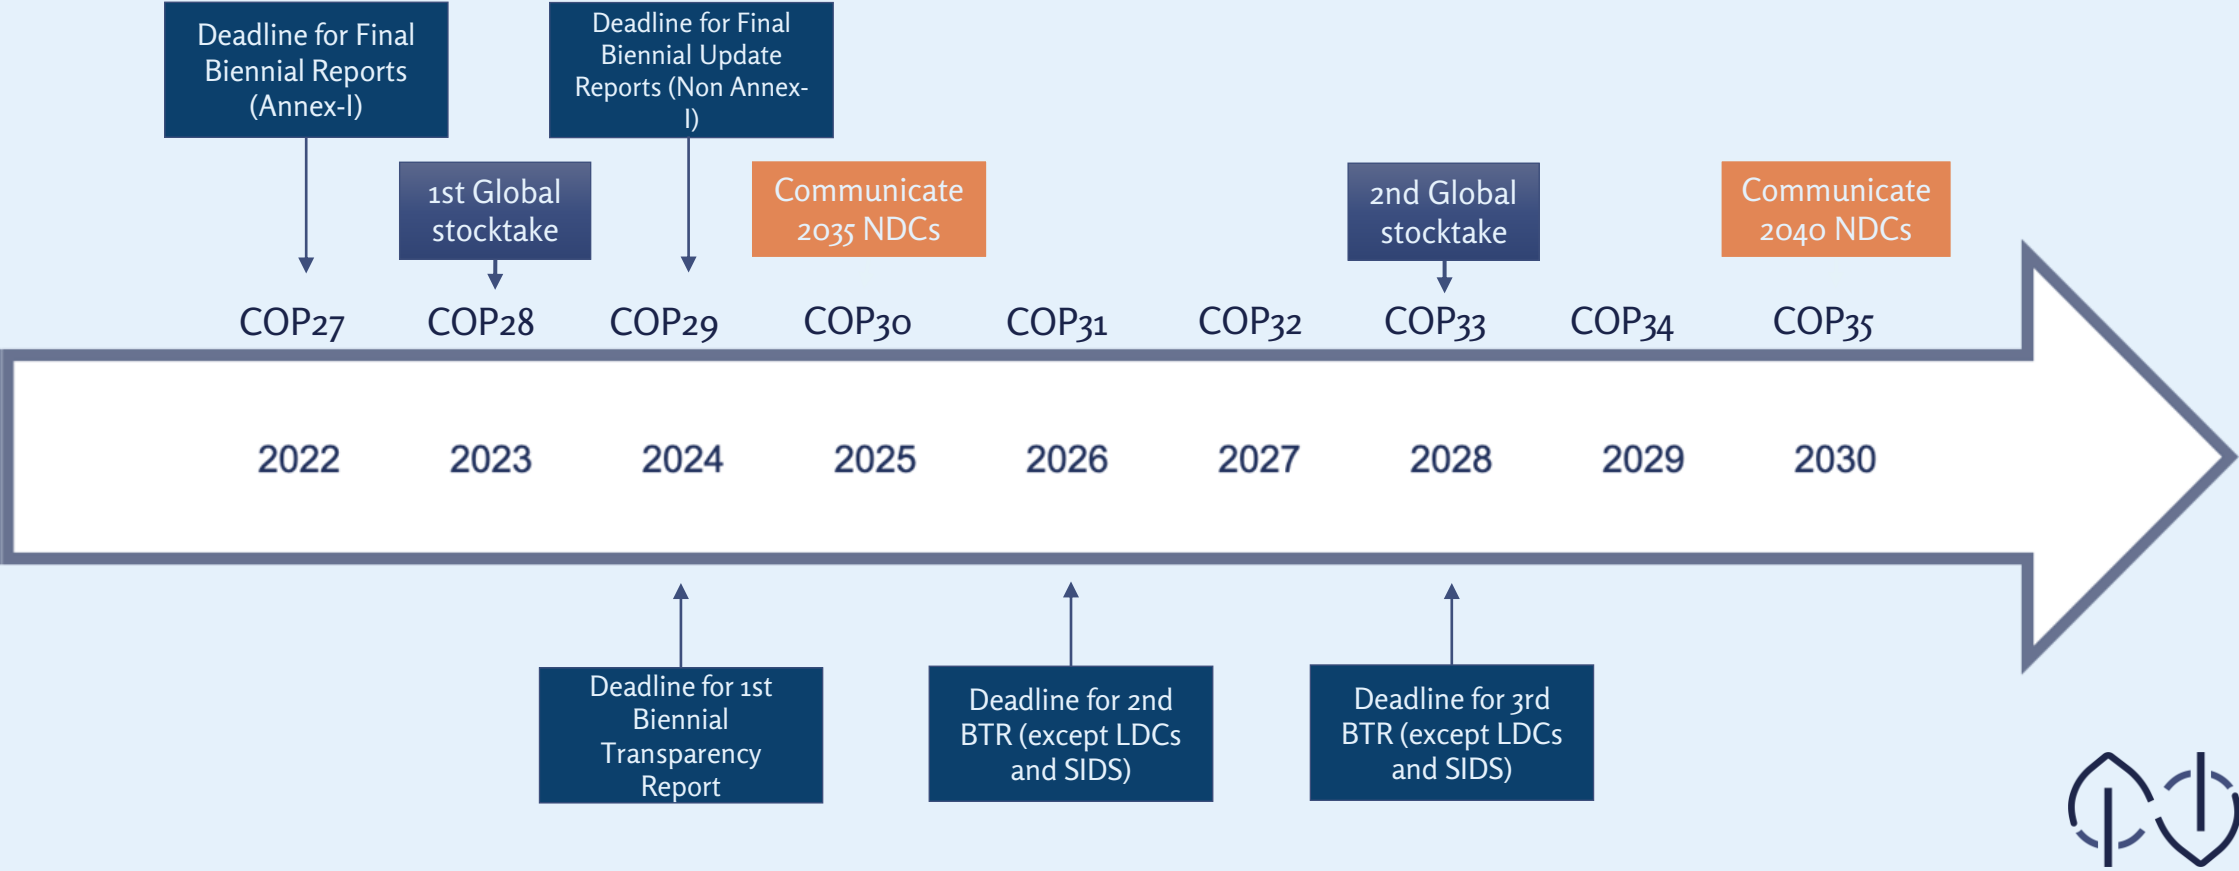 Deadline for Final
Biennial Reports
(Annex-I)
Deadline for Final
Biennial Update
Reports (Non Annex-
I)
1st Global
stocktake
Communicate
2035 NDCs
2nd Global
stocktake
Communicate
2040 NDCs
COP27
COP28
COP29
COP30
COP31
COP32
COP33
COP34
COP35
2022
2023
2024
2025
2026
2027
2028
2029
2030
Deadline for 1st
Biennial
Transparency
Report
Deadline for 2nd
BTR (except LDCs
and SIDS)
Deadline for 3rd
BTR (except LDCs
and SIDS)